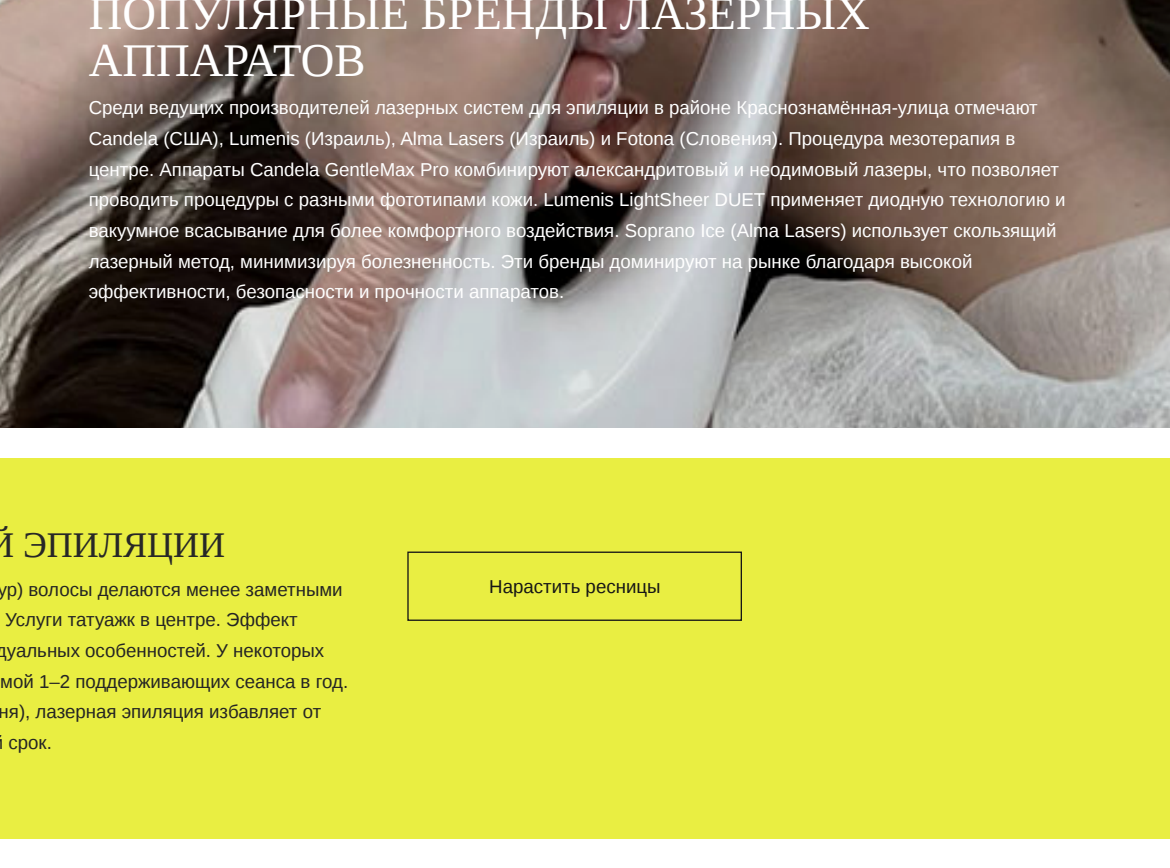 ПОПУЛЯРНЫЕ БРЕНДЫ ЛАЗЕРНЫХ
АППАРАТОВ
Среди ведущих производителей лазерных систем для эпиляции в районе Краснознамённая-улица отмечают
Candela (США), Lumenis (Израиль), Alma Lasers (Израиль) и Fotona (Словения). Процедура мезотерапия в
центре. Аппараты Candela GentleMax Pro комбинируют александритовый и неодимовый лазеры, что позволяет
проводить процедуры с разными фототипами кожи. Lumenis LightSheer DUET применяет диодную технологию и
вакуумное всасывание для более комфортного воздействия. Soprano Ice (Alma Lasers) использует скользящий
лазерный метод, минимизируя болезненность. Эти бренды доминируют на рынке благодаря высокой
эффективности, безопасности и прочности аппаратов.
Й ЭПИЛЯЦИИ
ур) волосы делаются менее заметными
Услуги татуажк в центре. Эффект
дуальных особенностей. У некоторых
мой 1–2 поддерживающих сеанса в год.
ня), лазерная эпиляция избавляет от
й срок.
Нарастить ресницы